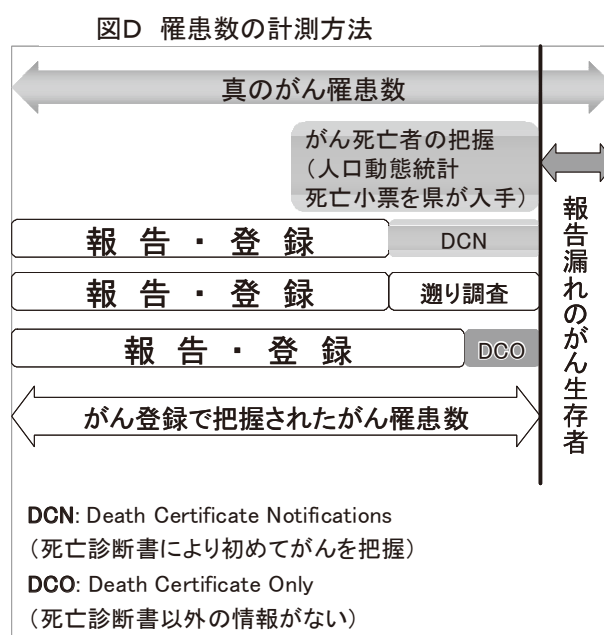 図D 罹患数の計測方法
真のがん罹患数
がん死亡者の把握
（人口動態統計
死亡小票を県が入手）
報告・登録
DCN
報告・登録
遡り調査
報告・登録
DCO
がん登録で把握されたがん罹患数
報告漏れのがん生存者
DCN: Death Certificate Notifications
（死亡診断書により初めてがんを把握）
DCO: Death Certificate Only
（死亡診断書以外の情報がない）